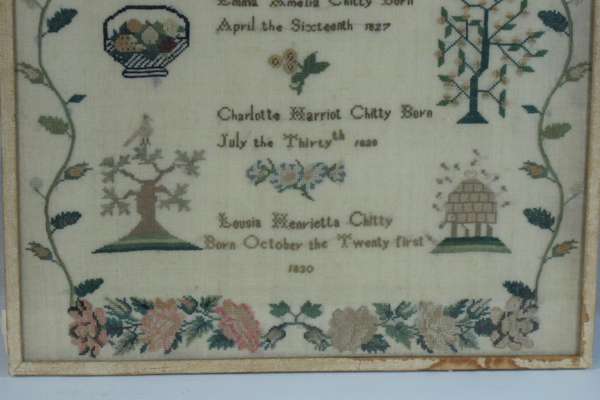 Emma Amelia Chitty Born
April the Sixteenth 1827
Charlotte Harriot Chitty Born
July the Thirtyth 1828
Lousia Henrietta Chitty
Born October the Twenty first
1830